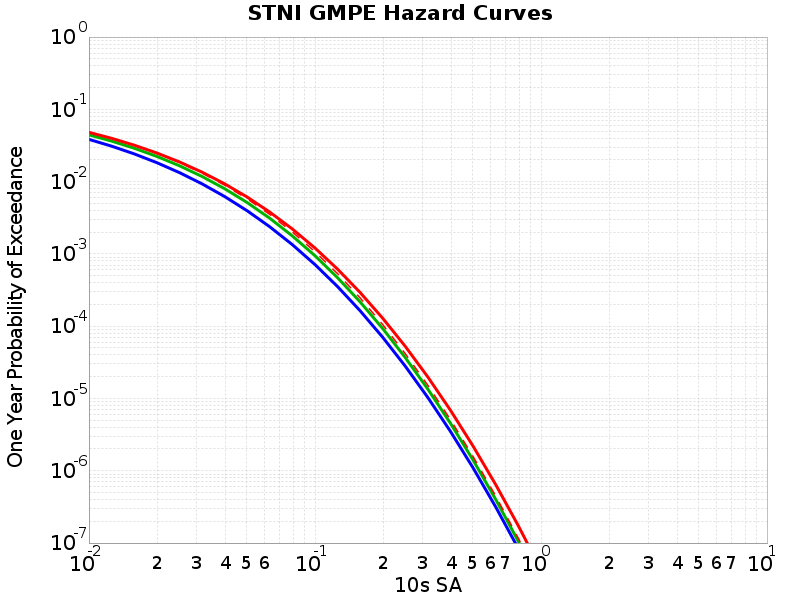 STNI GMPE Hazard Curves
One Year Probability of Exceedance
10^0
10^-1
10^-2
10^-3
10^-4
10^-5
10^-6
10^-7
10^-2 2 3 4 5 6 10^-1 2 3 4 5 6 7 10^0 2 3 4 5 6 7 10^1
10s SA